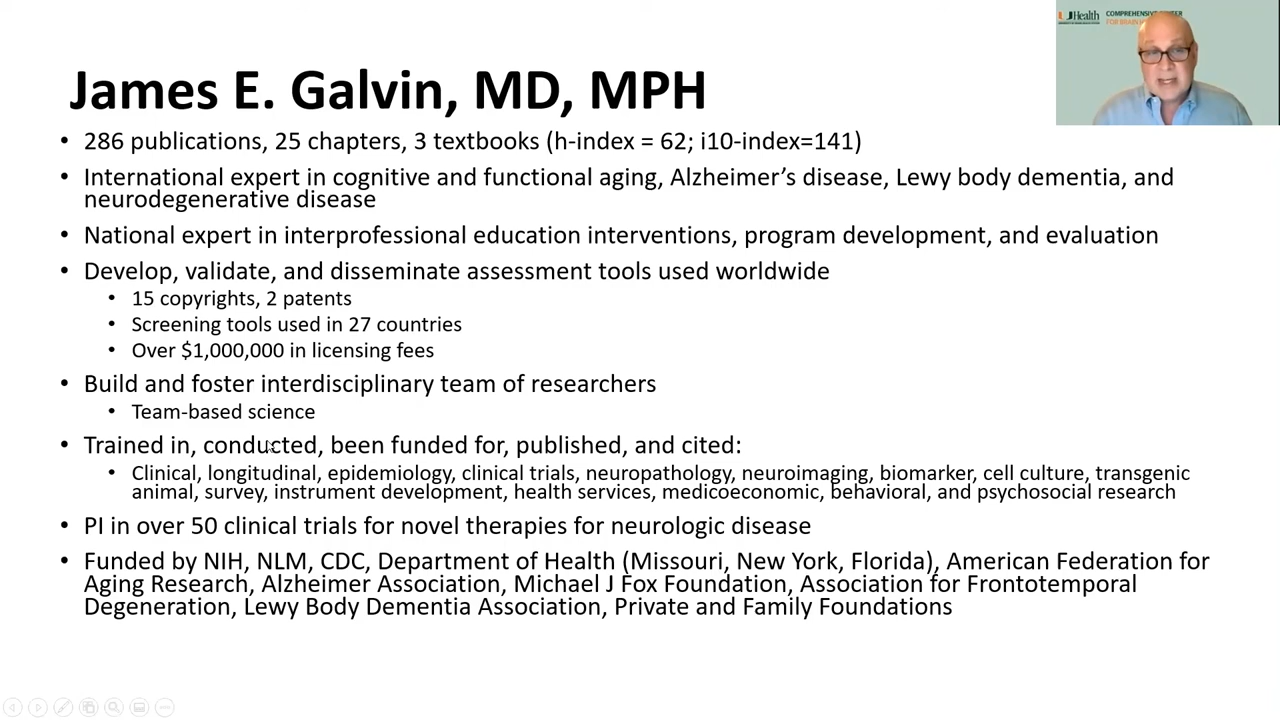 James E. Galvin, MD, MPH
• 286 publications, 25 chapters, 3 textbooks (h-index = 62; i10-index=141)
• International expert in cognitive and functional aging, Alzheimer’s disease, Lewy body dementia, and
neurodegenerative disease
• National expert in interprofessional education interventions, program development, and evaluation
• Develop, validate, and disseminate assessment tools used worldwide
• 15 copyrights, 2 patents
• Screening tools used in 27 countries
• Over $1,000,000 in licensing fees
• Build and foster interdisciplinary team of researchers
• Team-based science
• Trained in, conducted, been funded for, published, and cited:
• Clinical, longitudinal, epidemiology, clinical trials, neuropathology, neuroimaging, biomarker, cell culture, transgenic
animal, survey, instrument development, health services, medicoeconomic, behavioral, and psychosocial research
• PI in over 50 clinical trials for novel therapies for neurologic disease
• Funded by NIH, NLM, CDC, Department of Health (Missouri, New York, Florida), American Federation for
Aging Research, Alzheimer Association, Michael J Fox Foundation, Association for Frontotemporal
Degeneration, Lewy Body Dementia Association, Private and Family Foundations
UHealth
COMPREHENSIVE
FOR BRAIN